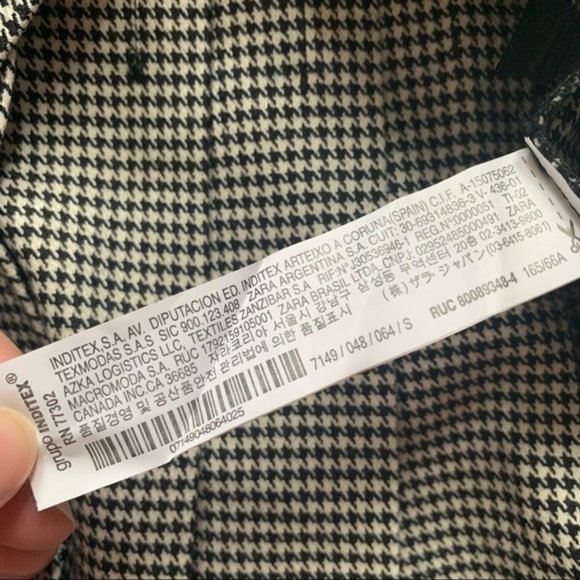 grupo INDITEX®
RN 77302
INDITEX S.A. AV. DIPUTACION ED. INDITEX ARTEIXO A CORUNA(SPAIN) C.I.F. A-15075062
TEXMODAS S.A.S SIC 900.123.408 ZARA ARGENTINA S.A. CUIT: 30-69314836-3 V- 436-01
AZKA LOGISTICS LLC. TEXTILES ZANZIBAR S.A. RIF:Nº J30536946-1 REG.Nº0000051 TI-02
MACROMODA S.A. RUC 1792159105001 ZARA BRASIL LTDA. CNPJ: 02952485000491 ZARA
CANADA INC.CA 36685 자라코리아 서울시 강남구 삼성동 무역센터 20층 02-3413-9800
품질경영 및 공산품안전 관리법에 의한 품질표시 (株) ザラ・ジャパン (03-6415-8061)
07149048064025
7149 / 048 / 064 / S
RUC 80089348-4
165/66A